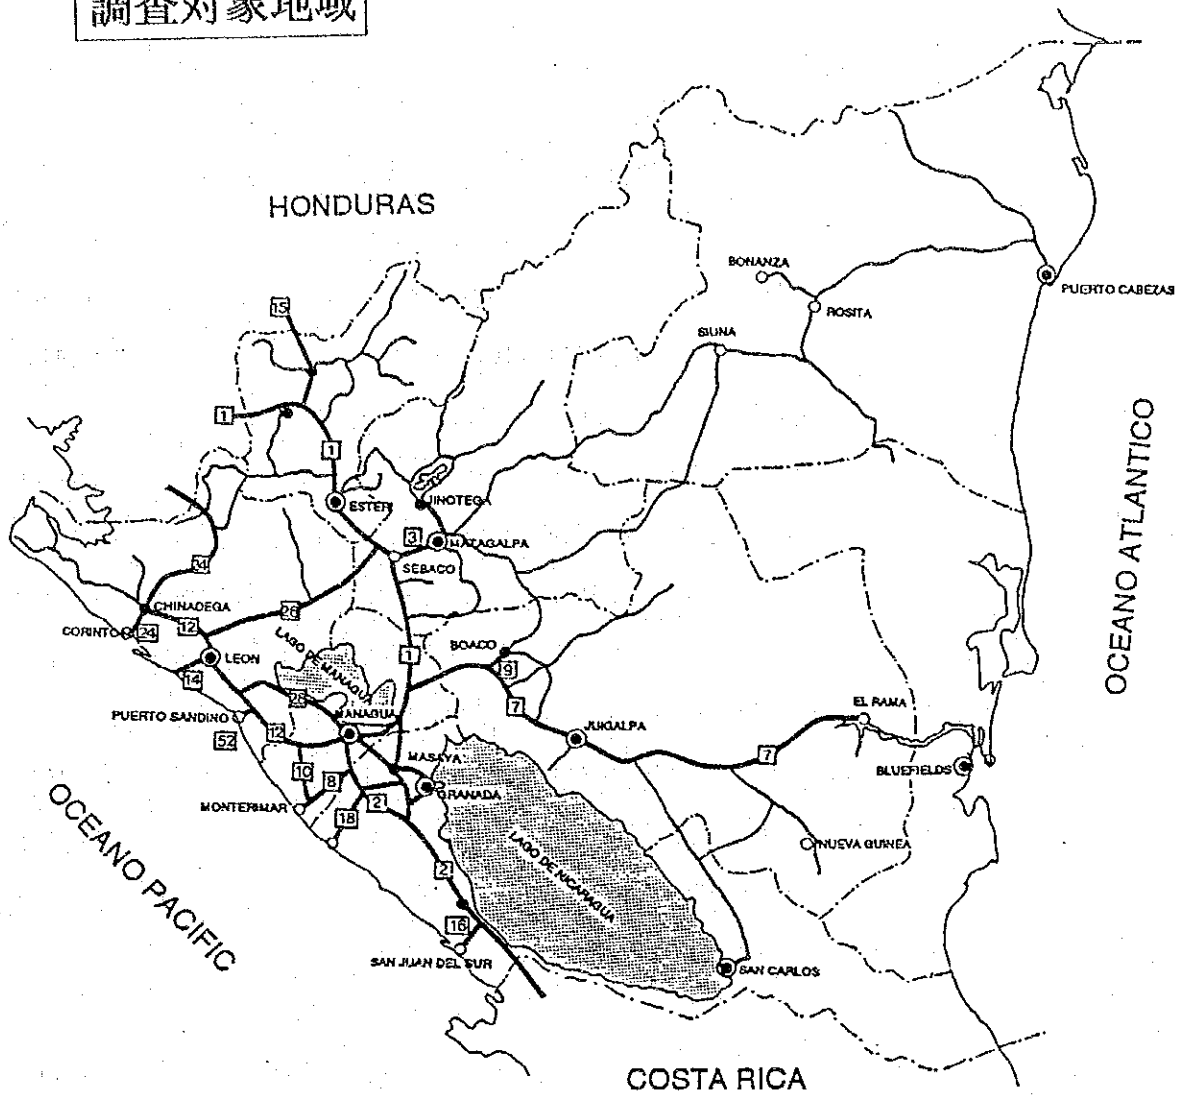 調査対象地域
HONDURAS
BONANZA
PUERTO CABEZAS
ROSITA
15
SIUNA
1
1
ESTELI
JINOTEGA
3
MATAGALPA
SEBACO
24
CHINADEGA
26
CORINTO
24
12
LAGO DE MANAGUA
BOACO
1
LEON
9
14
28
7
EL RAMA
PUERTO SANDINO
MANAGUA
12
JUIGALPA
52
7
MASAYA
BLUEFIELDS
10
8
GRANADA
MONTERIMAR
2
18
NUEVA GUINEA
LAGO DE NICARAGUA
2
16
SAN JUAN DEL SUR
SAN CARLOS
OCEANO PACIFIC
OCEANO ATLANTICO
COSTA RICA